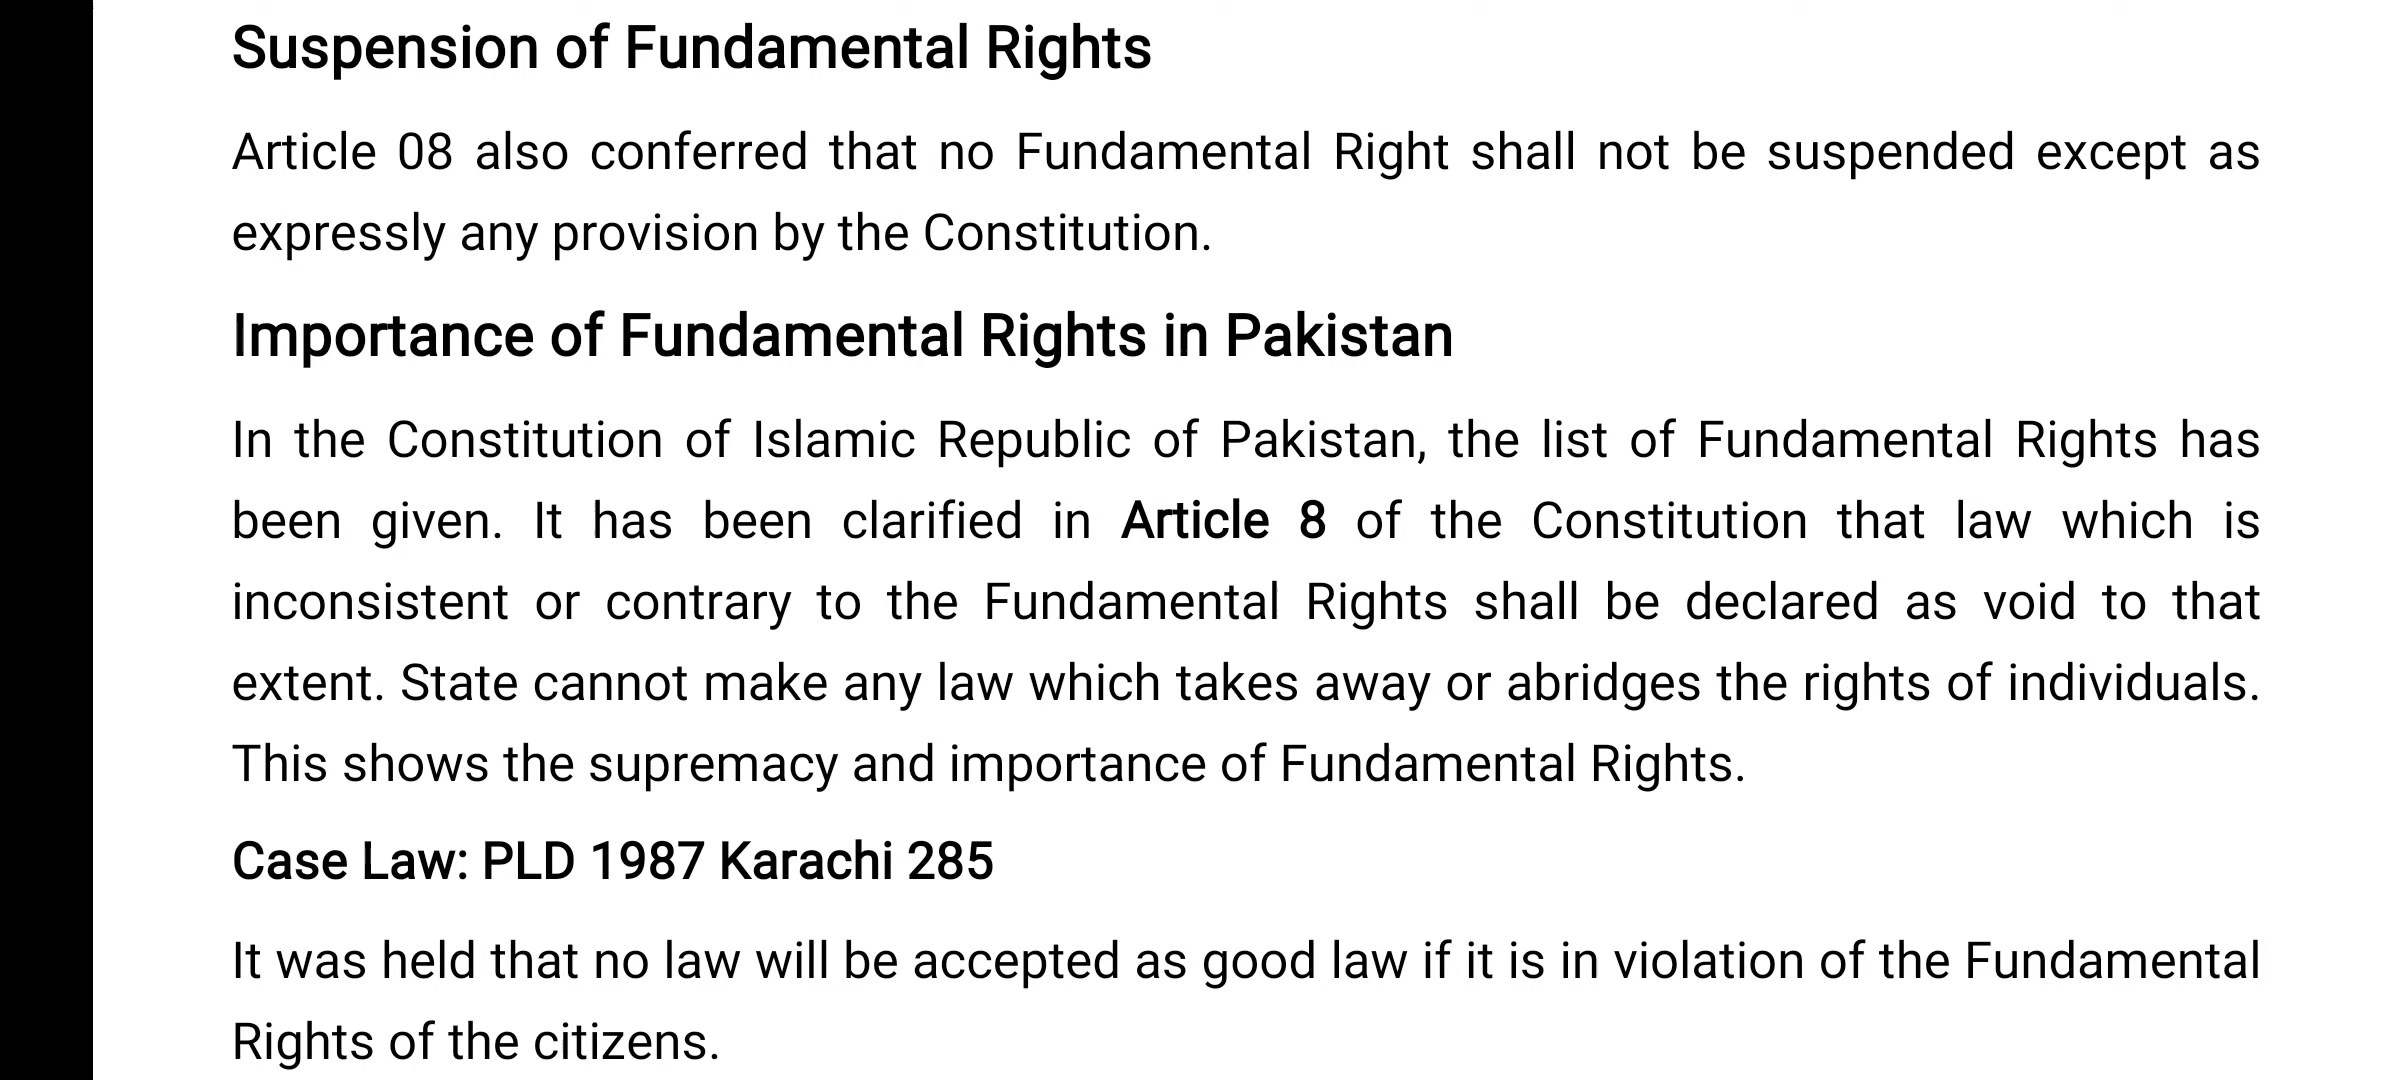 Suspension of Fundamental Rights
Article 08 also conferred that no Fundamental Right shall not be suspended except as
expressly any provision by the Constitution.
Importance of Fundamental Rights in Pakistan
In the Constitution of Islamic Republic of Pakistan, the list of Fundamental Rights has
been given. It has been clarified in Article 8 of the Constitution that law which is
inconsistent or contrary to the Fundamental Rights shall be declared as void to that
extent. State cannot make any law which takes away or abridges the rights of individuals.
This shows the supremacy and importance of Fundamental Rights.
Case Law: PLD 1987 Karachi 285
It was held that no law will be accepted as good law if it is in violation of the Fundamental
Rights of the citizens.